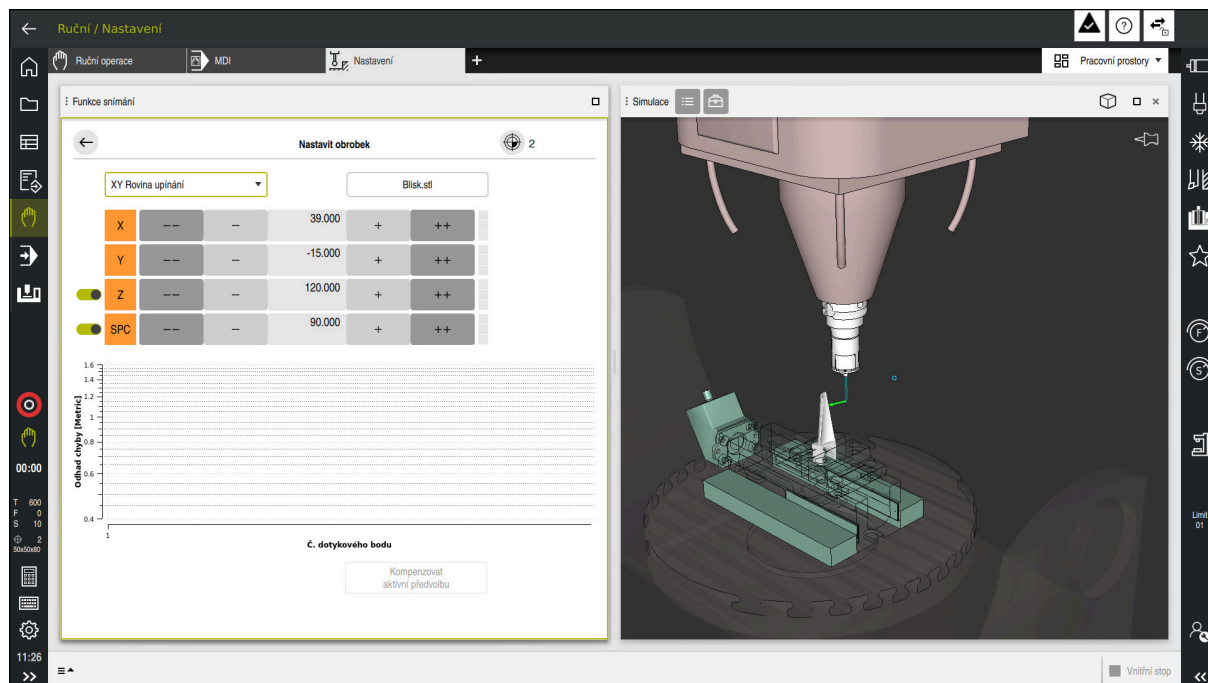 Ruční / Nastavení
Ruční operace
MDI
Nastavení
+
Pracovní prostory
Funkce snímání
Nastavit obrobek
2
XY Rovina upínání
Blisk.stl
X -- - 39.000 + ++
Y -- - -15.000 + ++
Z -- - 120.000 + ++
SPC -- - 90.000 + ++
Odhad chyby [Metric]
1.6
1.4
1.2
1
0.8
0.6
0.4
1
Č. dotykového bodu
Kompenzovat
aktivní předvolbu
Simulace
00:00
T 600
F 0
S 10
2
50x50x80
11:26
F
S
Limit
01
Vnitřní stop